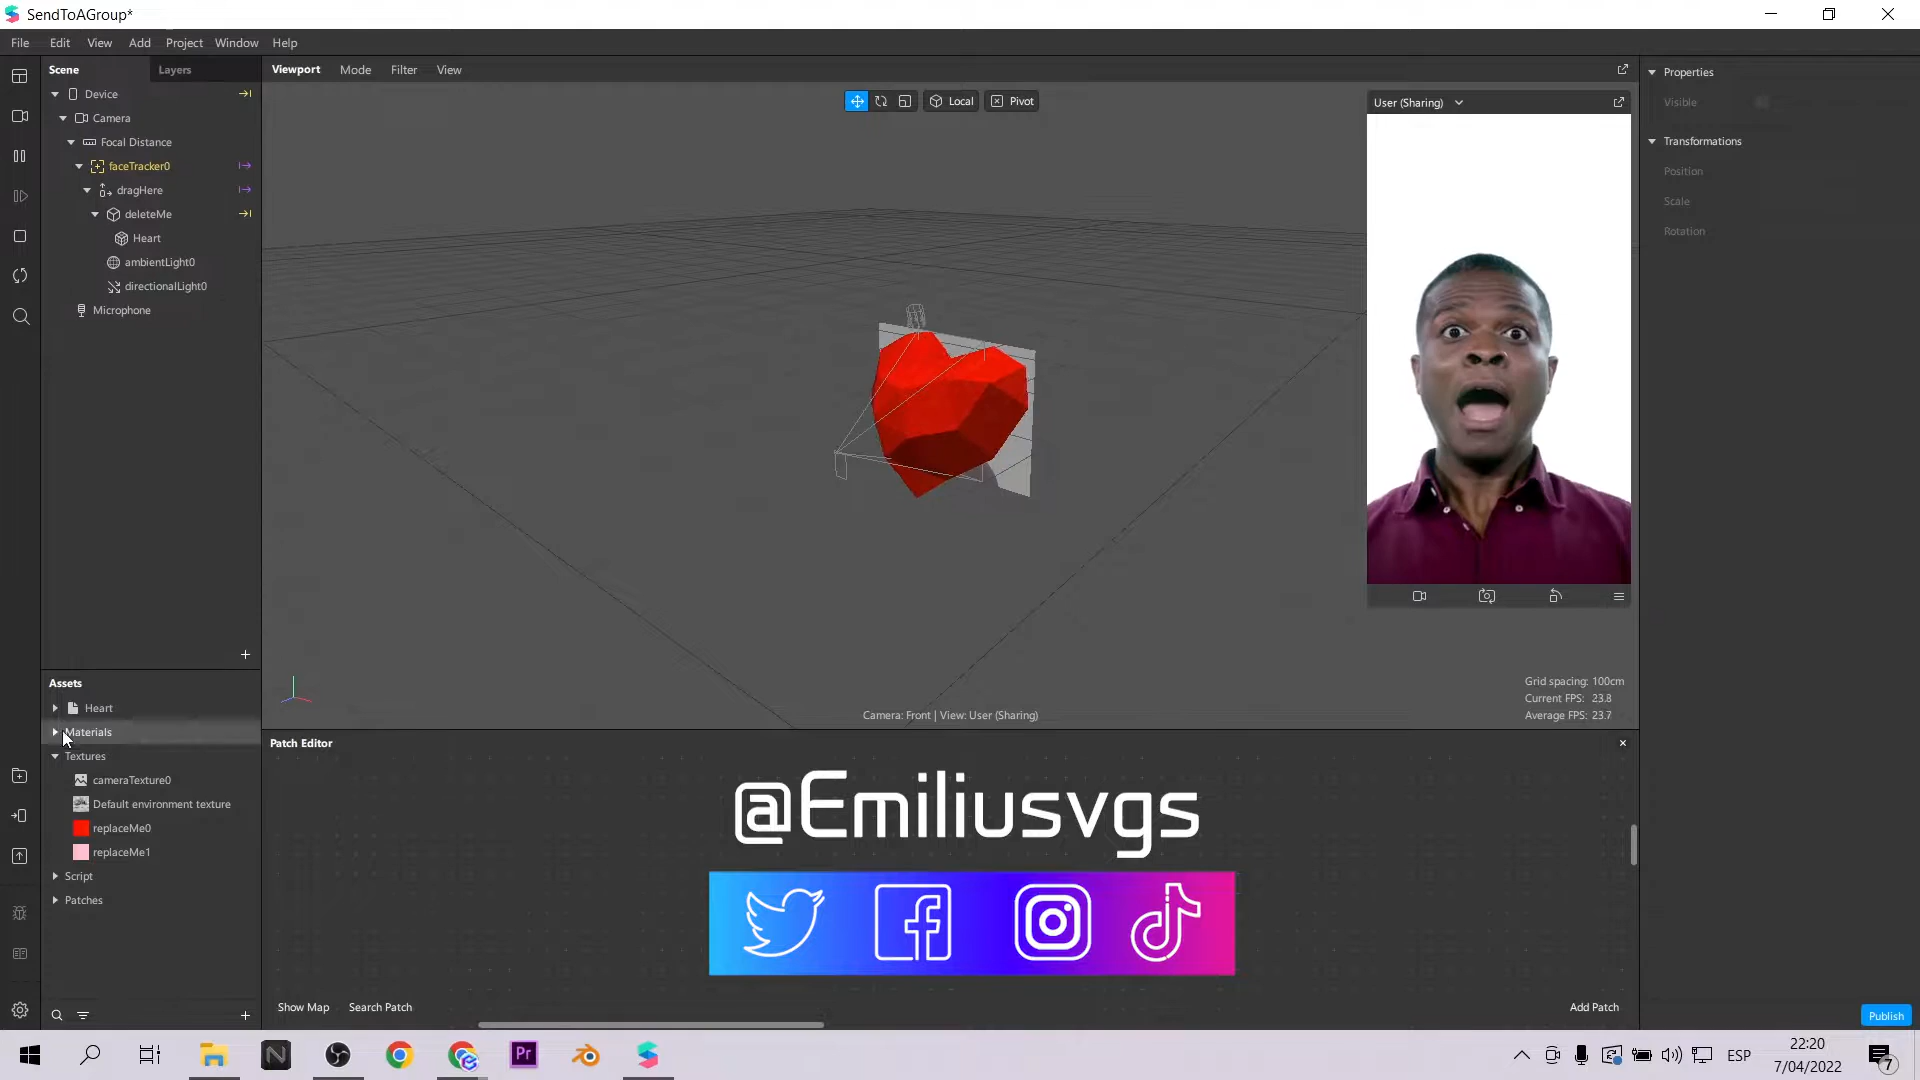 SendToAGroup*
File Edit View Add Project Window Help
Scene Layers
Device
Camera
Focal Distance
faceTracker0
dragHere
deleteMe
Heart
ambientLight0
directionalLight0
Microphone
Viewport Mode Filter View
Local Pivot
User (Sharing)
Grid spacing: 100cm
Current FPS: 23.8
Average FPS: 23.7
Camera: Front | View: User (Sharing)
Properties
Visible
Transformations
Position
Scale
Rotation
Assets
Heart
Materials
Textures
cameraTexture0
Default environment texture
replaceMe0
replaceMe1
Script
Patches
Patch Editor
@Emiliusvgs
Show Map Search Patch Add Patch
Publish
N Pr
ESP
22:20
7/04/2022
7